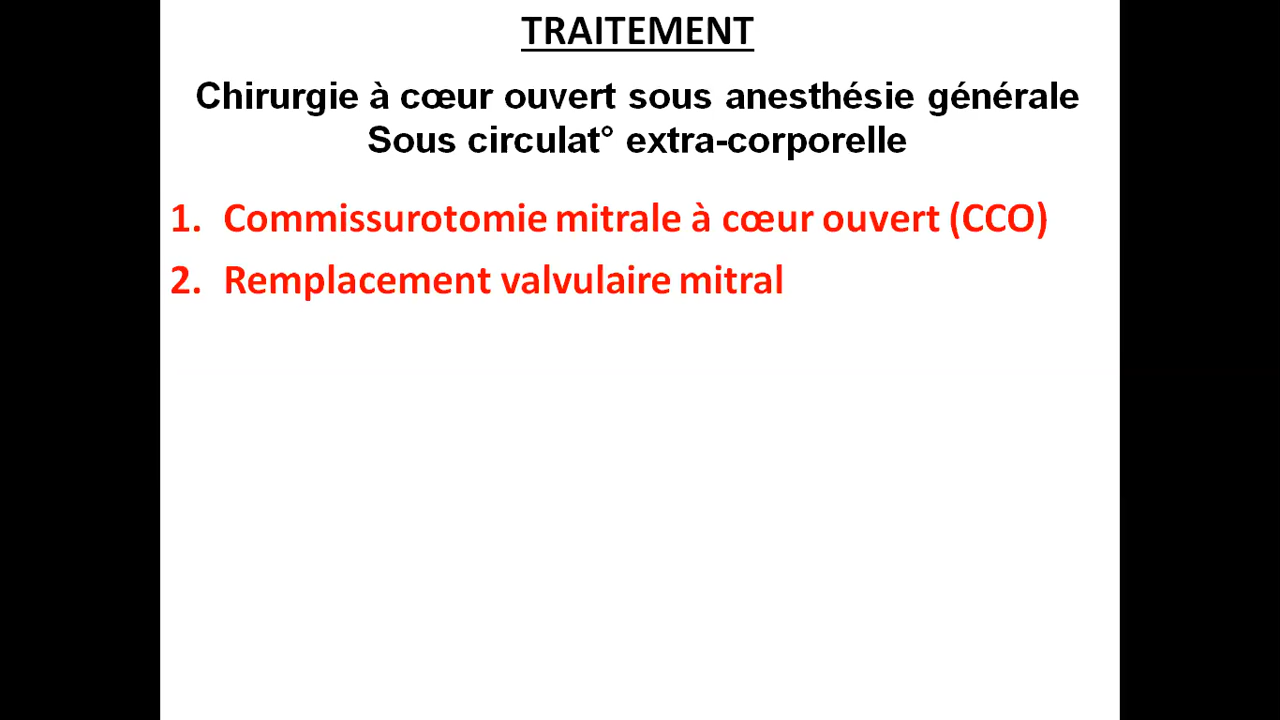 TRAITEMENT
Chirurgie à cœur ouvert sous anesthésie générale
Sous circulat° extra-corporelle
1. Commissurotomie mitrale à cœur ouvert (CCO)
2. Remplacement valvulaire mitral